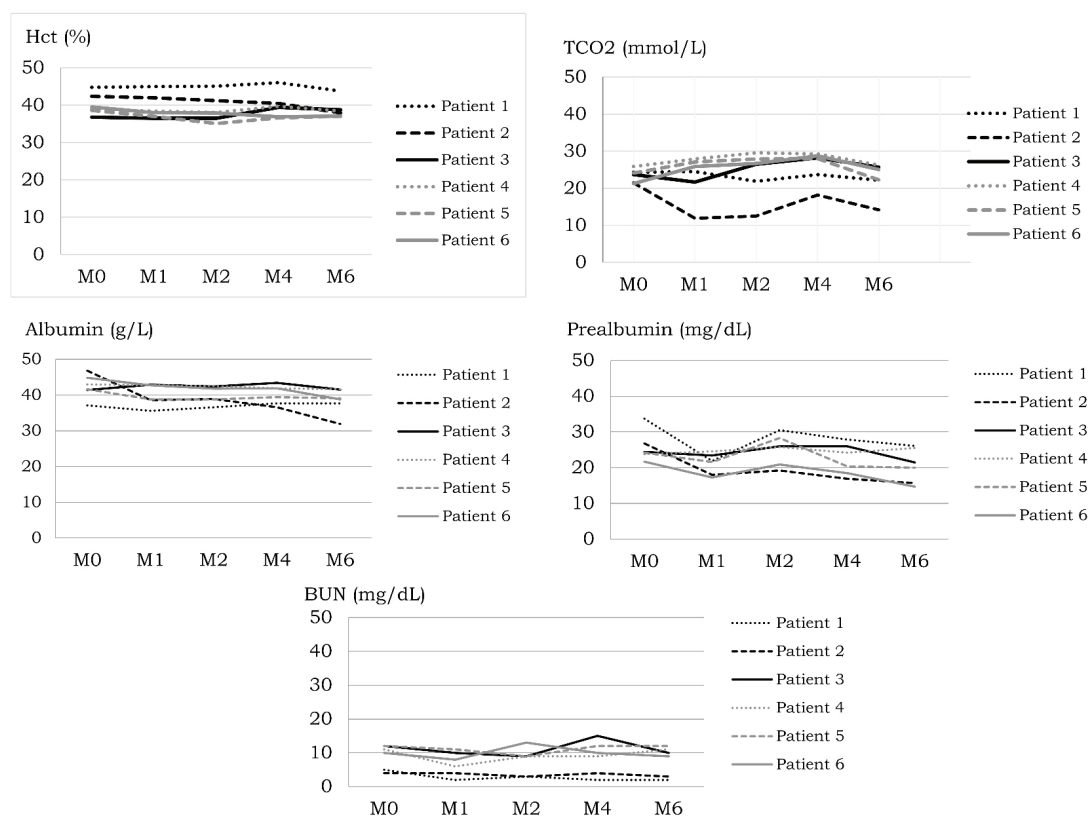 Hct (%)
50
40
30
20
10
0
M0 M1 M2 M4 M6
Patient 1
Patient 2
Patient 3
Patient 4
Patient 5
Patient 6
TCO2 (mmol/L)
50
40
30
20
10
0
M0 M1 M2 M4 M6
Patient 1
Patient 2
Patient 3
Patient 4
Patient 5
Patient 6
Albumin (g/L)
50
40
30
20
10
0
M0 M1 M2 M4 M6
Patient 1
Patient 2
Patient 3
Patient 4
Patient 5
Patient 6
Prealbumin (mg/dL)
50
40
30
20
10
0
M0 M1 M2 M4 M6
Patient 1
Patient 2
Patient 3
Patient 4
Patient 5
Patient 6
BUN (mg/dL)
50
40
30
20
10
0
M0 M1 M2 M4 M6
Patient 1
Patient 2
Patient 3
Patient 4
Patient 5
Patient 6